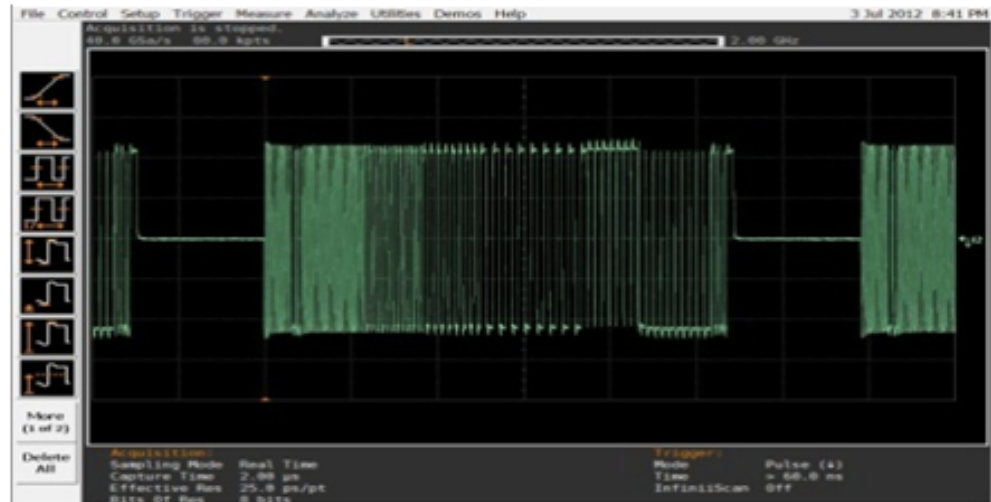 File Control Setup Trigger Measure Analyze Utilities Demos Help
3 Jul 2012 8:41 PM
Acquisition is stopped.
40.0 GSa/s 80.0 kpts
2.00 GHz
More
(1 of 2)
Delete
All
Acquisition:
Sampling Mode Real Time
Capture Time 2.00 µs
Effective Res 25.0 ps/pt
Bits Of Res 8 bits
Trigger:
Mode Pulse (4)
Time > 60.0 ns
InfiniiScan Off